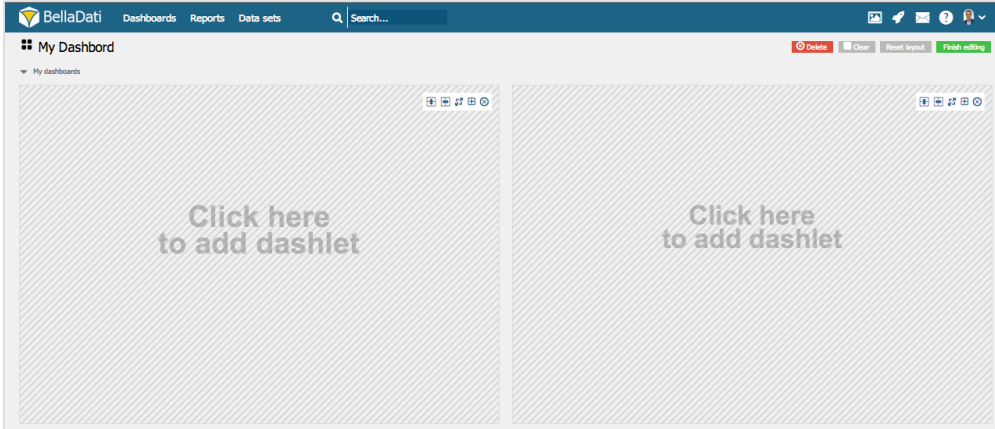 BellaDati Dashboards Reports Data sets Search...
My Dashbord
Delete Clear Reset layout Finish editing
My dashboards
Click here
to add dashlet
Click here
to add dashlet